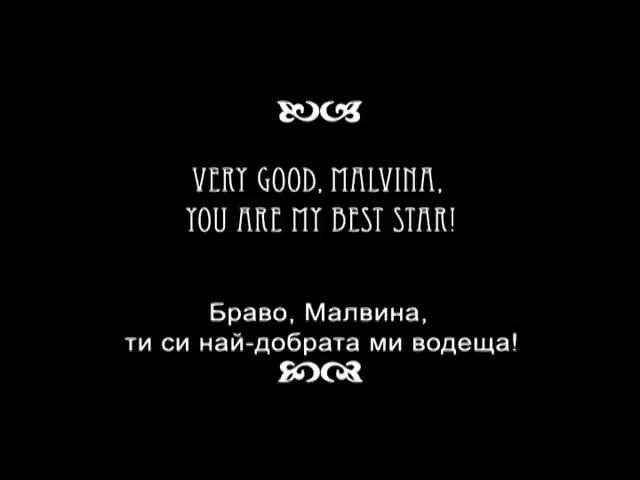 VERY GOOD, MALVINA,
YOU ARE MY BEST STAR!
Браво, Малвина,
ти си най-добрата ми водеща!